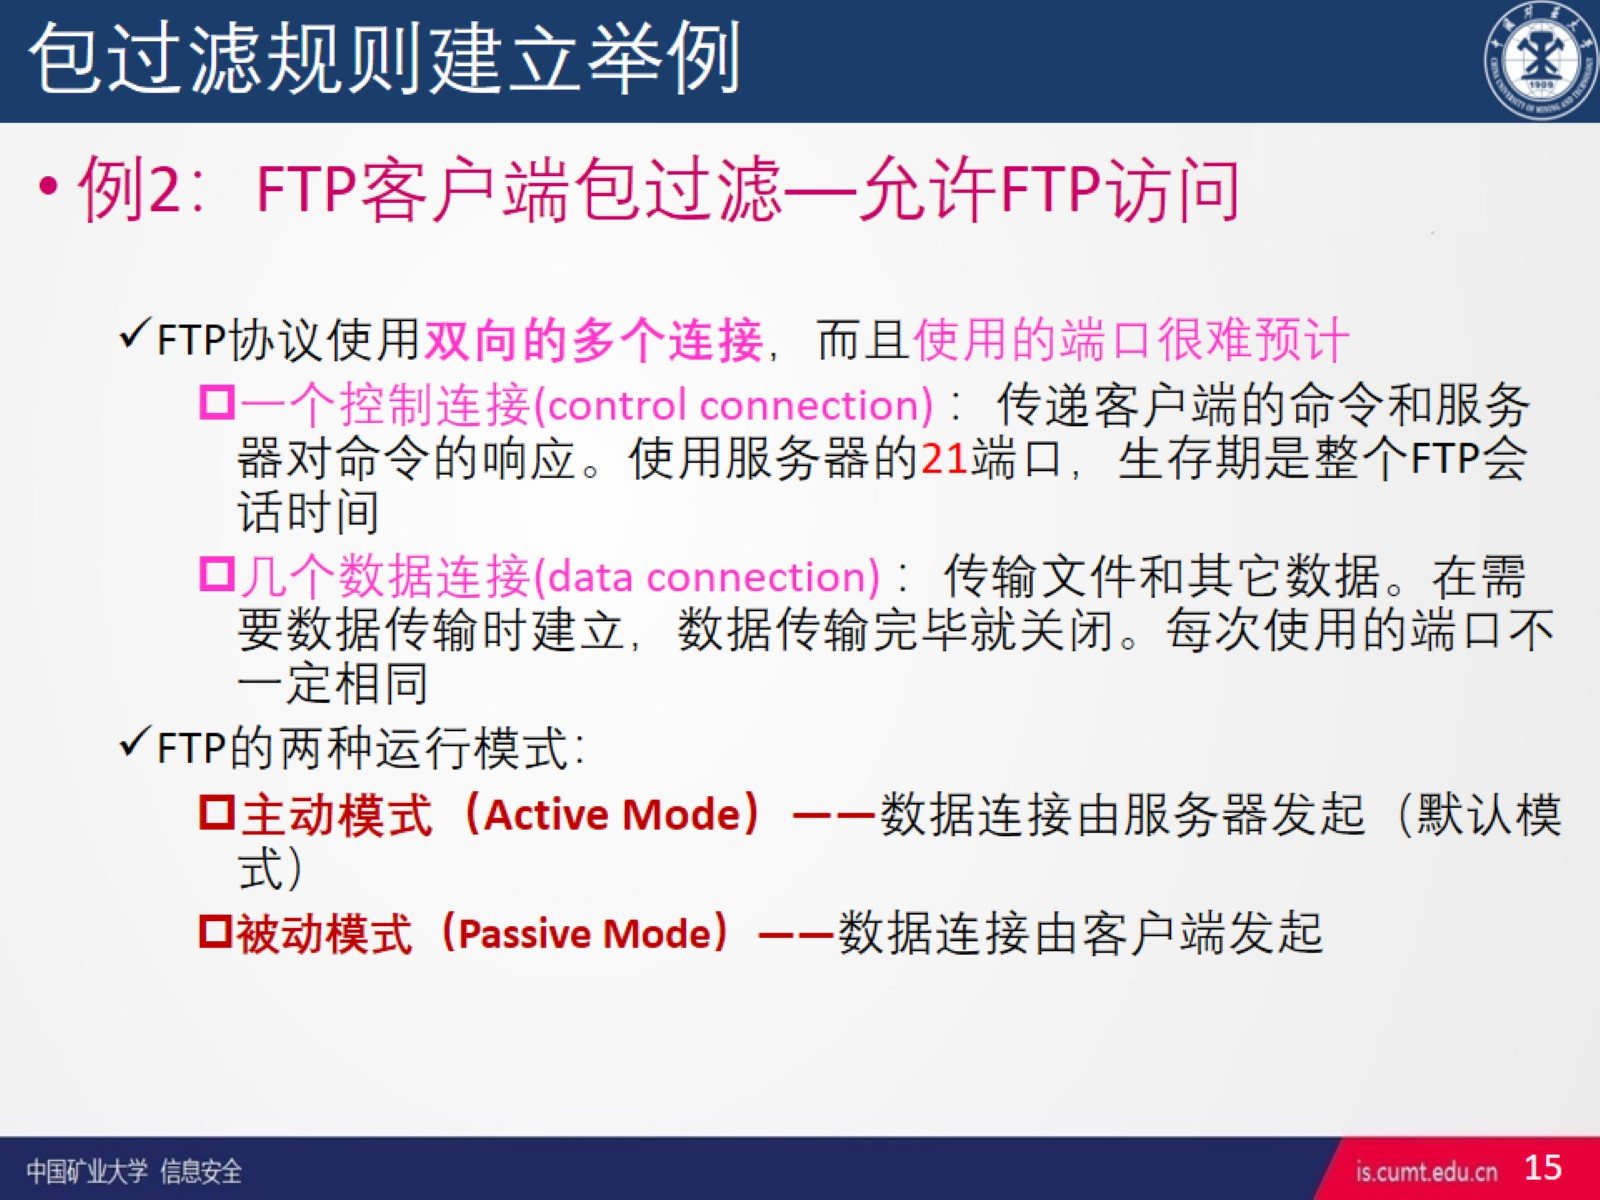 包过滤规则建立举例
1909
CHINA UNIVERSITY OF MINING AND TECHNOLOGY
• 例2： FTP客户端包过滤—允许FTP访问
✓FTP协议使用双向的多个连接，而且使用的端口很难预计
一个控制连接(control connection)： 传递客户端的命令和服务
器对命令的响应。使用服务器的21端口，生存期是整个FTP会
话时间
几个数据连接(data connection)： 传输文件和其它数据。在需
要数据传输时建立，数据传输完毕就关闭。每次使用的端口不
一定相同
✓FTP的两种运行模式：
主动模式（Active Mode）——数据连接由服务器发起（默认模
式）
被动模式（Passive Mode）——数据连接由客户端发起
中国矿业大学 信息安全
is.cumt.edu.cn 15